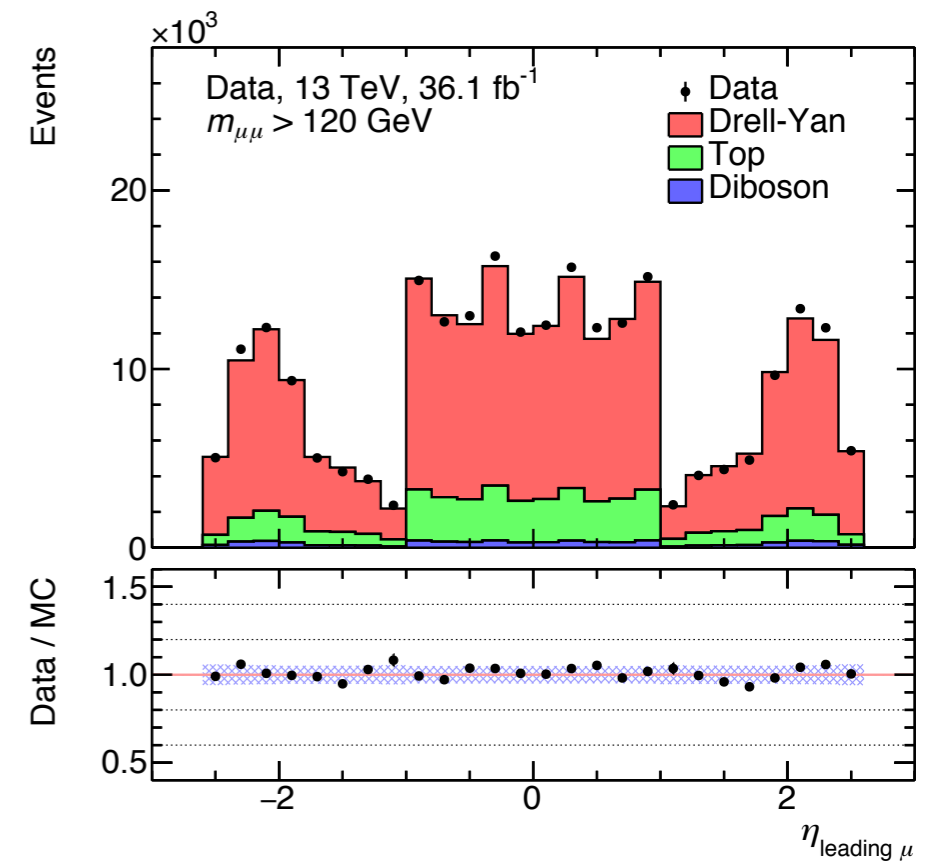 ×10³
Events
Data, 13 TeV, 36.1 fb⁻¹
m_μμ > 120 GeV
Data
Drell-Yan
Top
Diboson
20
10
0
Data / MC
1.5
1.0
0.5
−2 0 2
η_leading μ